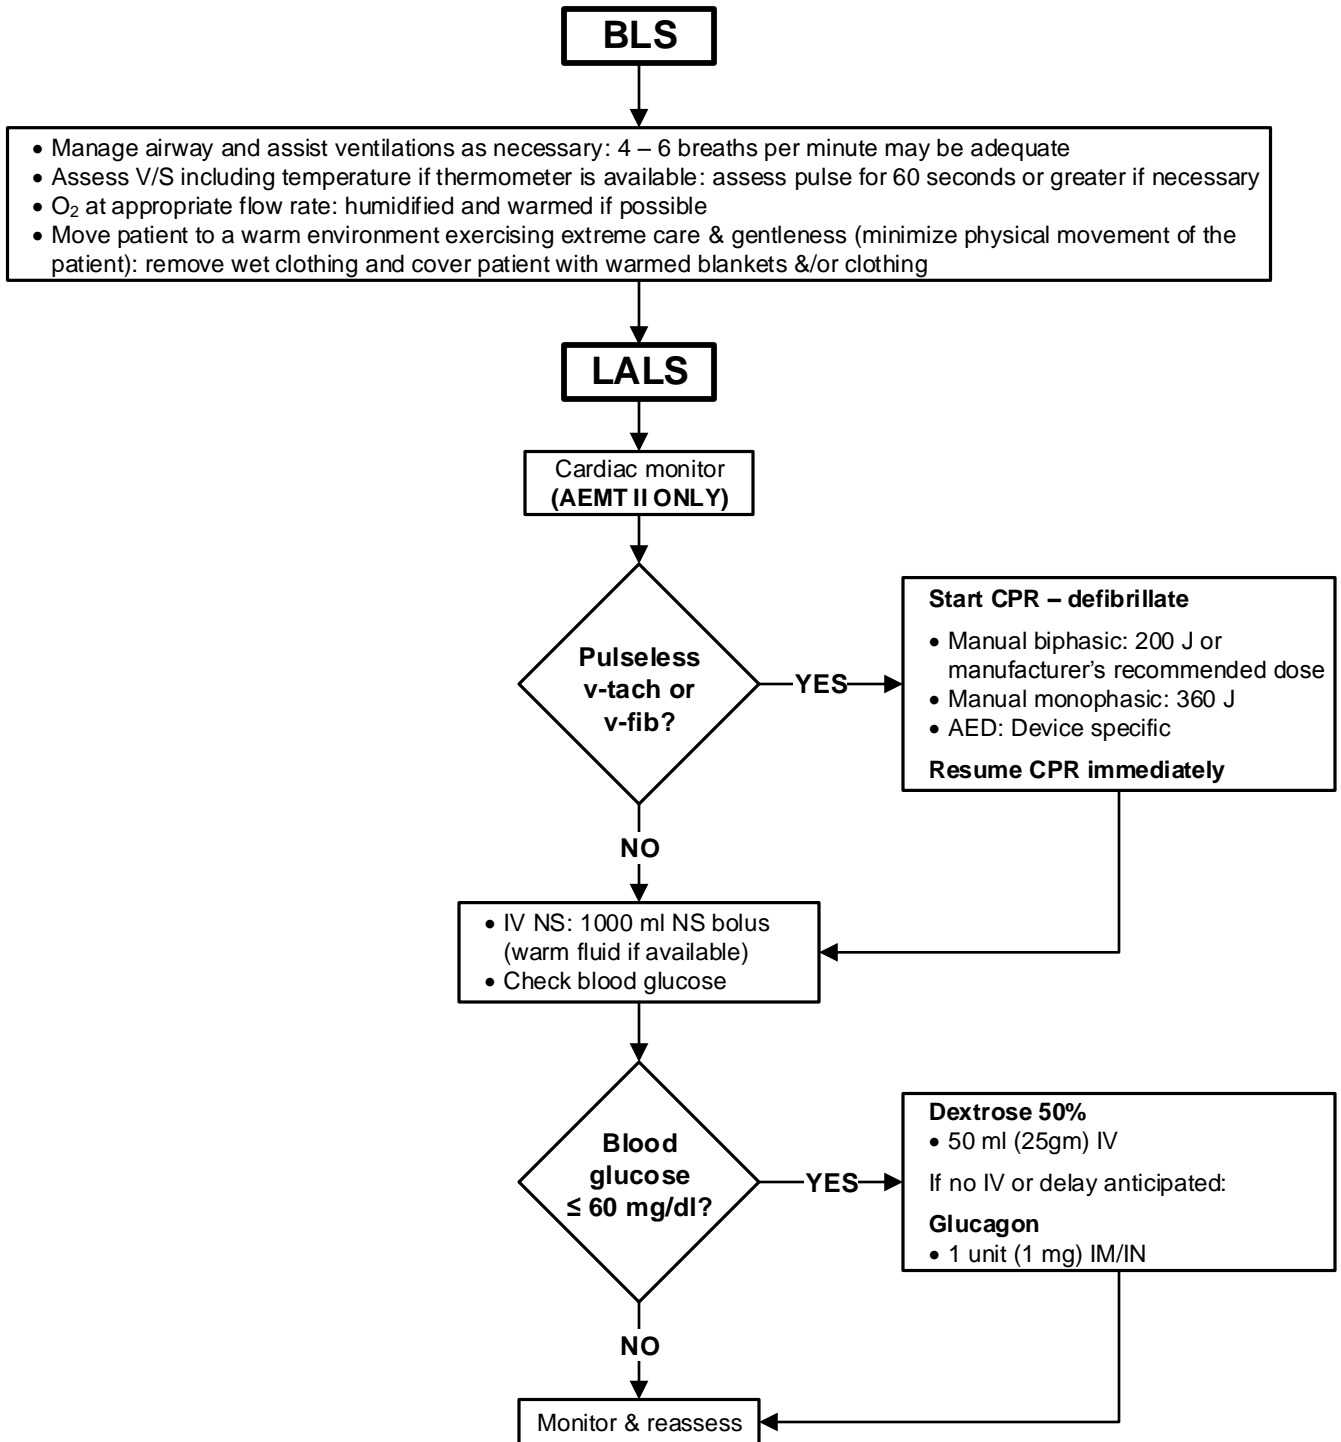 BLS
• Manage airway and assist ventilations as necessary: 4 – 6 breaths per minute may be adequate
• Assess V/S including temperature if thermometer is available: assess pulse for 60 seconds or greater if necessary
• O₂ at appropriate flow rate: humidified and warmed if possible
• Move patient to a warm environment exercising extreme care & gentleness (minimize physical movement of the
patient): remove wet clothing and cover patient with warmed blankets &/or clothing
LALS
Cardiac monitor
(AEMT II ONLY)
Pulseless
v-tach or
v-fib?
YES
Start CPR – defibrillate
• Manual biphasic: 200 J or
manufacturer’s recommended dose
• Manual monophasic: 360 J
• AED: Device specific
Resume CPR immediately
NO
• IV NS: 1000 ml NS bolus
(warm fluid if available)
• Check blood glucose
Blood
glucose
≤ 60 mg/dl?
YES
Dextrose 50%
• 50 ml (25gm) IV
If no IV or delay anticipated:
Glucagon
• 1 unit (1 mg) IM/IN
NO
Monitor & reassess